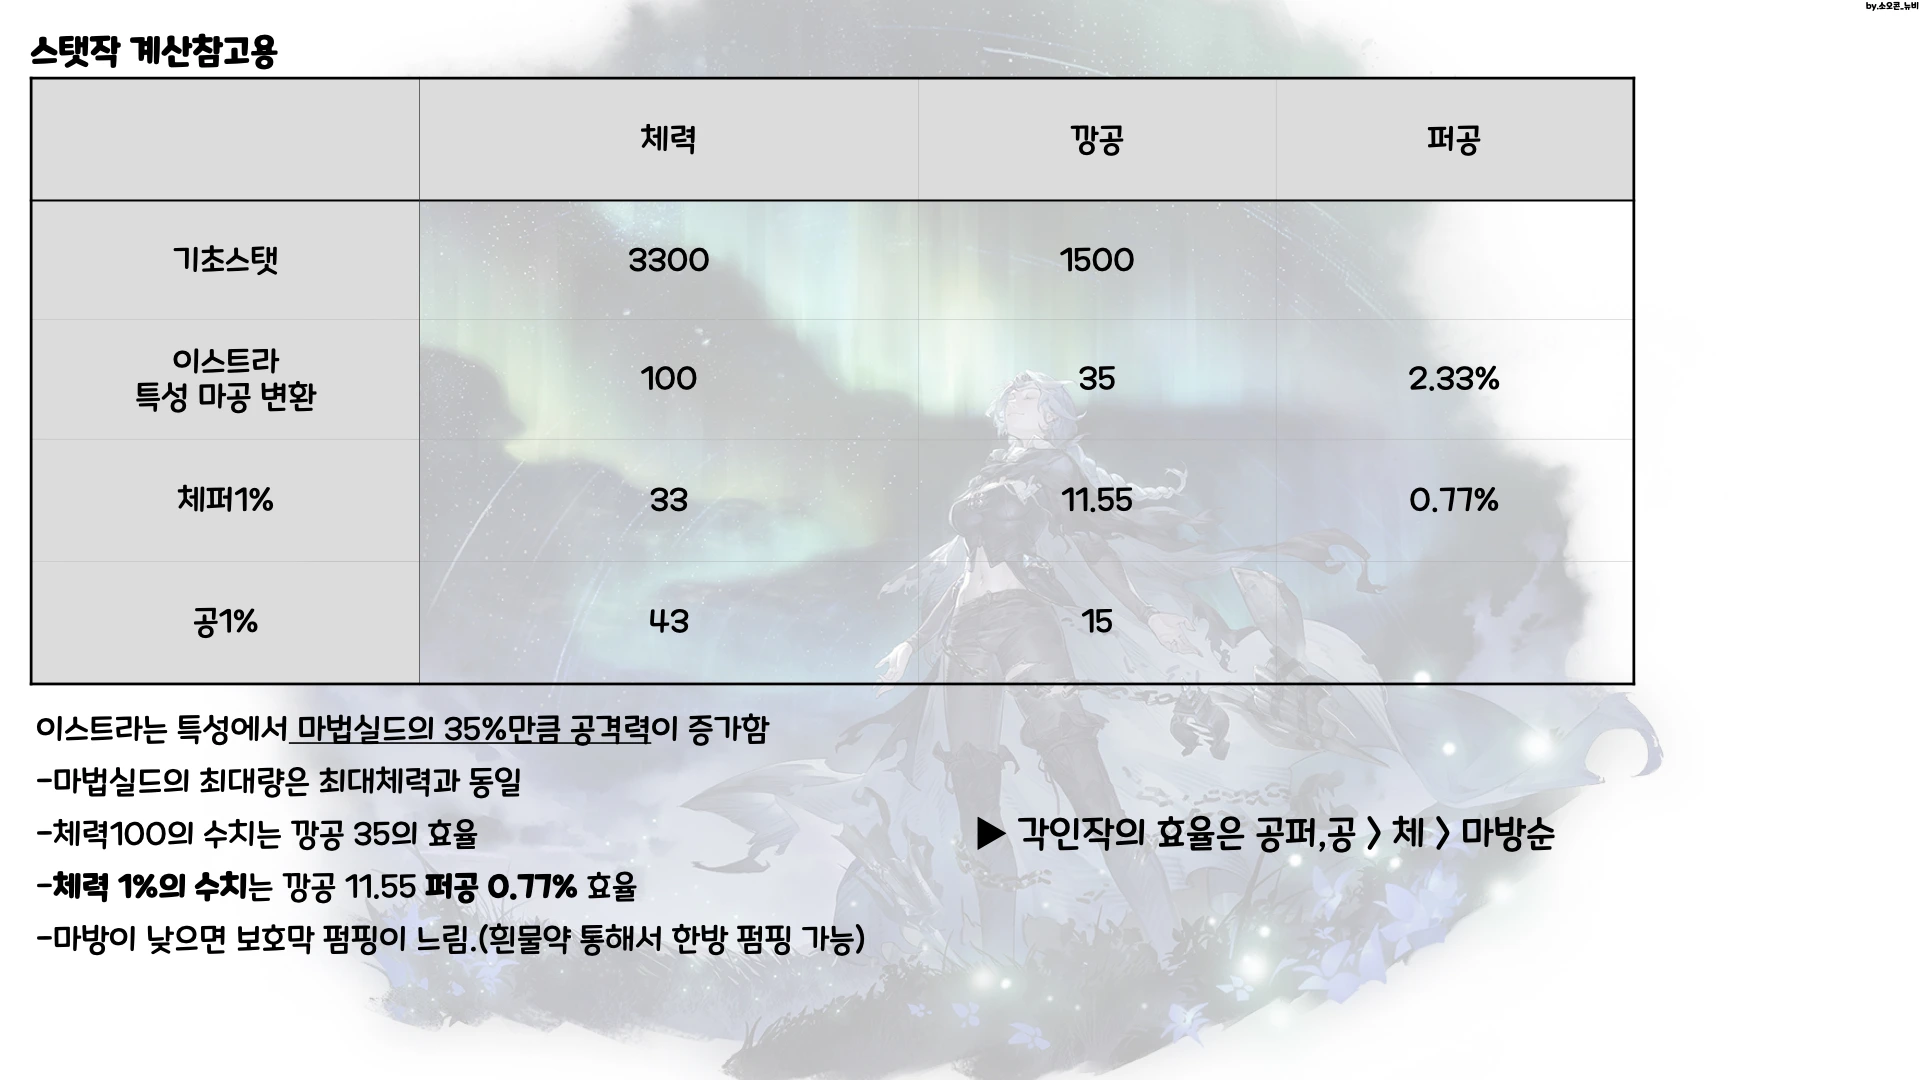 by.소오콘_뉴비
스탯작 계산참고용
체력 깡공 퍼공
기초스탯 3300 1500
이스트라
특성 마공 변환 100 35 2.33%
체퍼1% 33 11.55 0.77%
공1% 43 15
이스트라는 특성에서 마법실드의 35%만큼 공격력이 증가함
-마법실드의 최대량은 최대체력과 동일
-체력100의 수치는 깡공 35의 효율
▶ 각인작의 효율은 공퍼,공 > 체 > 마방순
-체력 1%의 수치는 깡공 11.55 퍼공 0.77% 효율
-마방이 낮으면 보호막 펌핑이 느림.(흰물약 통해서 한방 펌핑 가능)